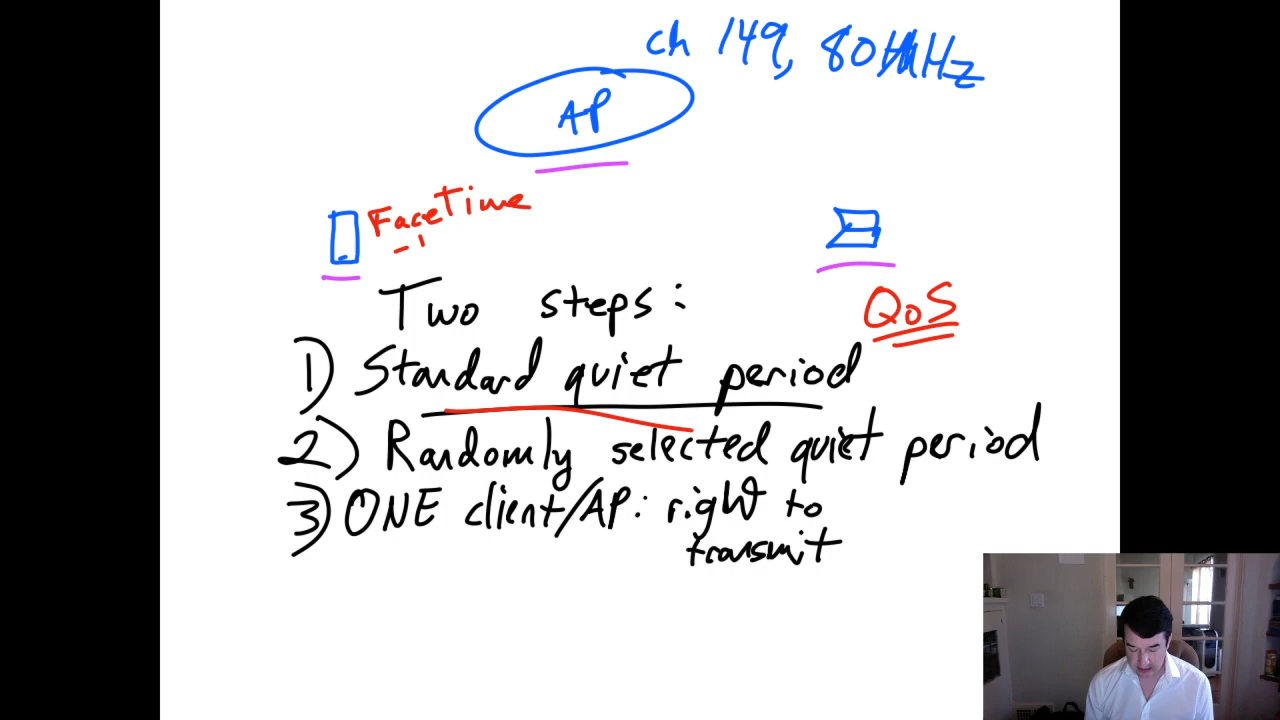 ch 149, 80MHz
AP
FaceTime
Two steps:
QoS
1) Standard quiet period
2) Randomly selected quiet period
3) ONE client/AP: right to
transmit